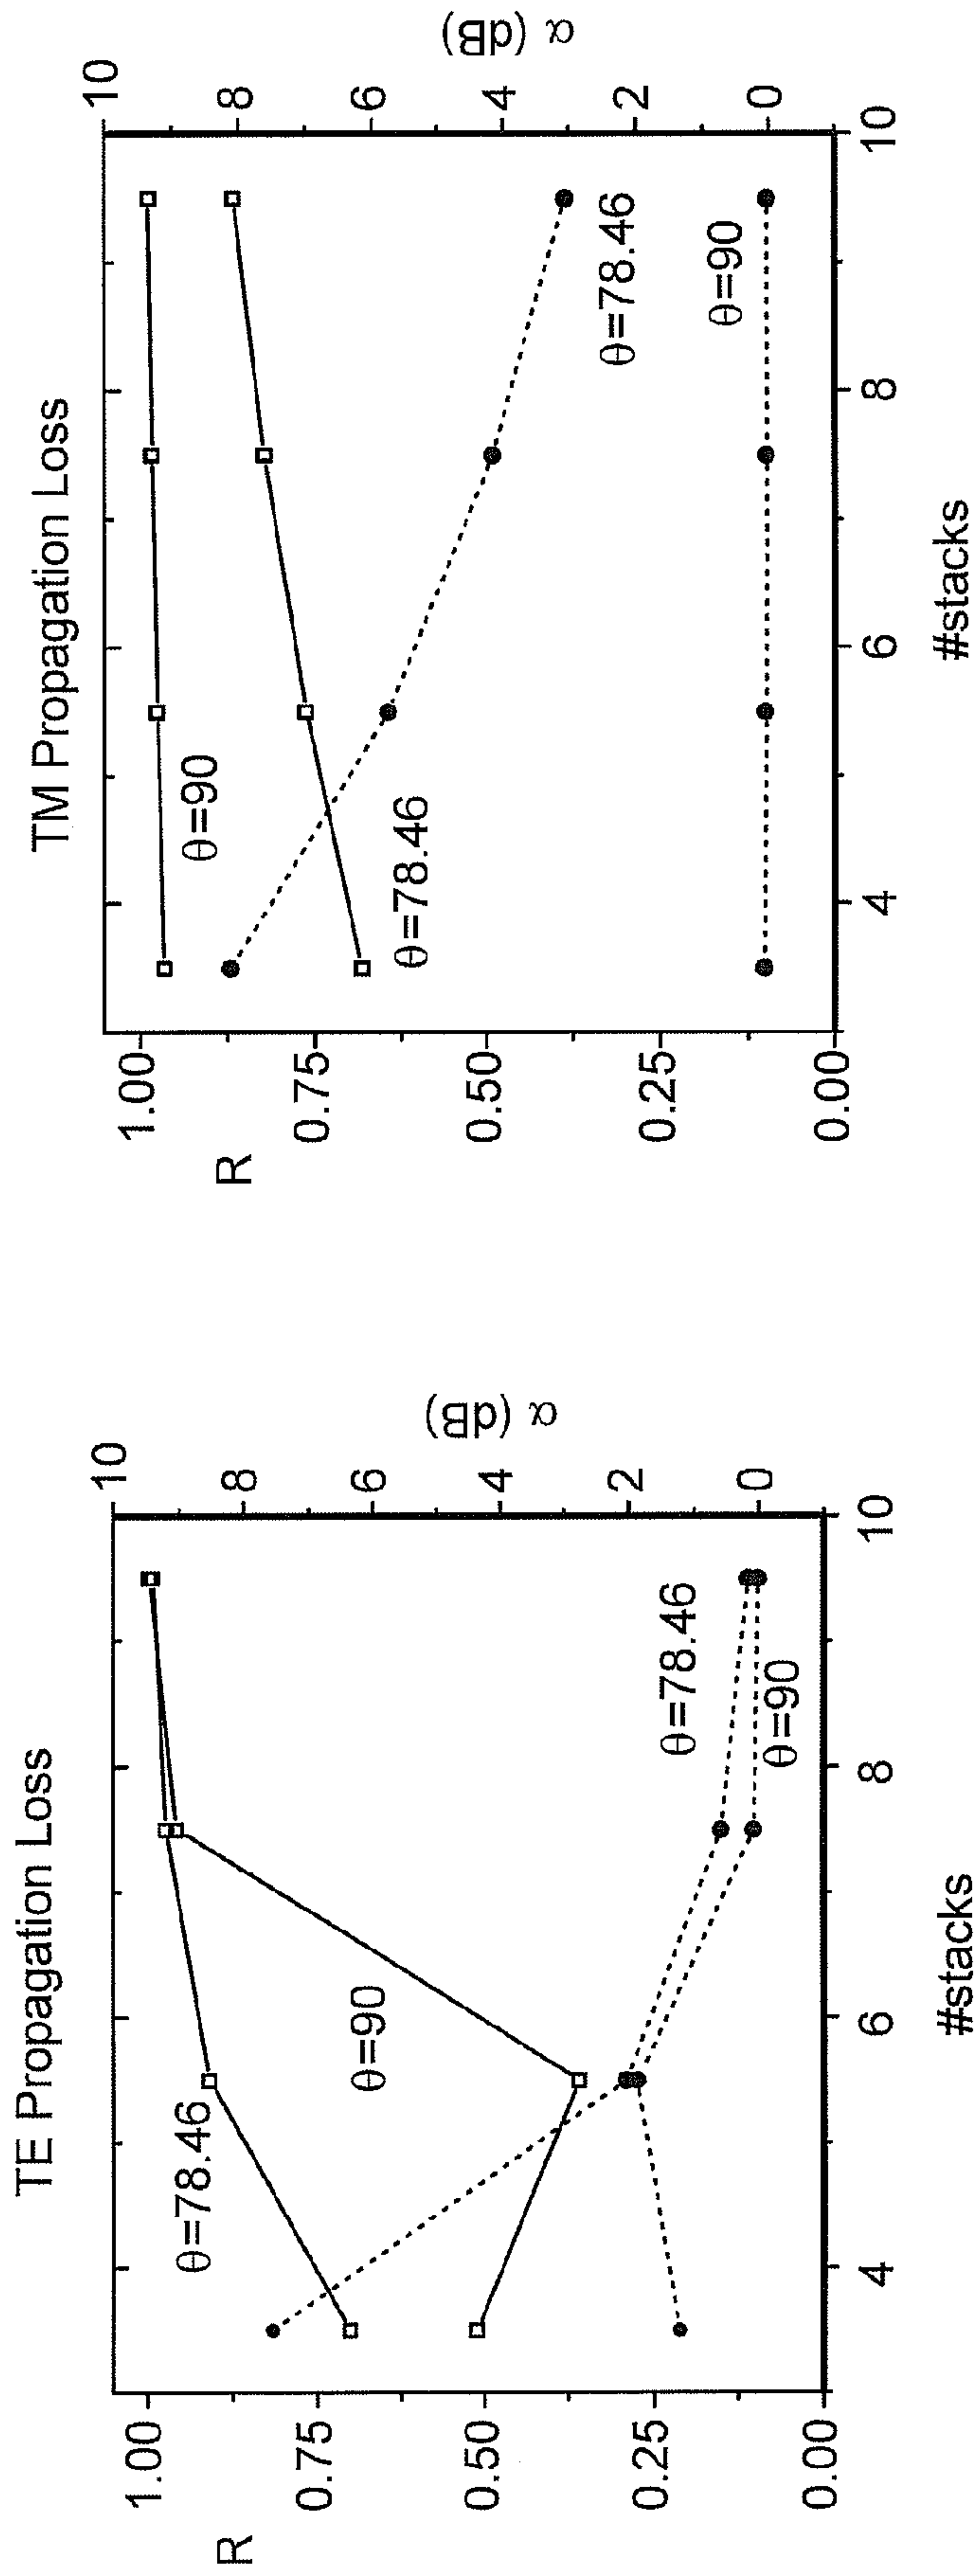 TE Propagation Loss
R
1.00
0.75
0.50
0.25
0.00
θ=78.46
θ=90
θ=78.46
θ=90
10
8
6
4
2
0
α (dB)
4
6
8
10
#stacks
TM Propagation Loss
R
1.00
0.75
0.50
0.25
0.00
θ=90
θ=78.46
θ=78.46
θ=90
10
8
6
4
2
0
α (dB)
4
6
8
10
#stacks